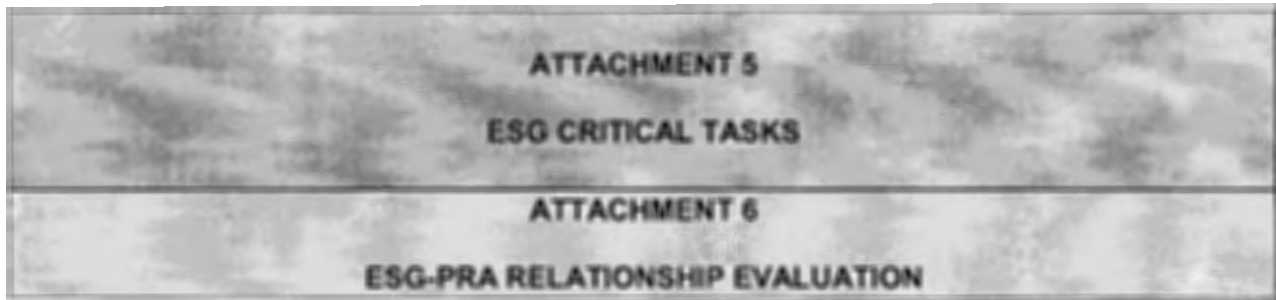 ATTACHMENT 5
ESG CRITICAL TASKS
ATTACHMENT 6
ESG-PRA RELATIONSHIP EVALUATION